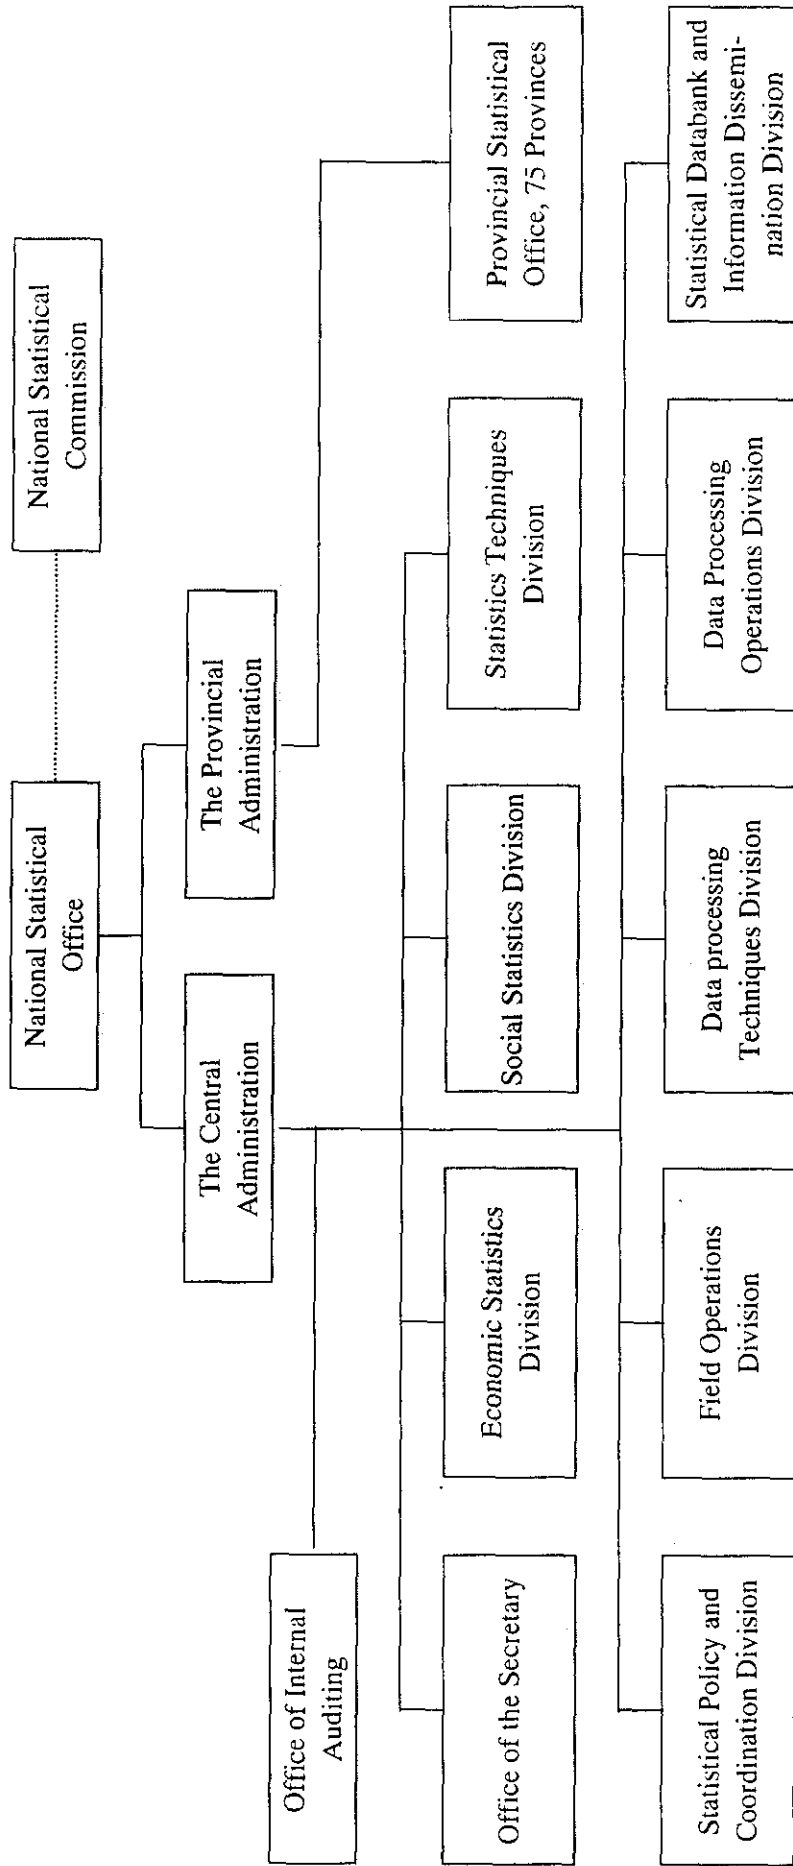 National Statistical
Office
National Statistical
Commission
The Central
Administration
The Provincial
Administration
Office of Internal
Auditing
Office of the Secretary
Economic Statistics
Division
Social Statistics Division
Statistics Techniques
Division
Provincial Statistical
Office, 75 Provinces
Statistical Policy and
Coordination Division
Field Operations
Division
Data processing
Techniques Division
Data Processing
Operations Division
Statistical Databank and
Information Dissemi-
nation Division